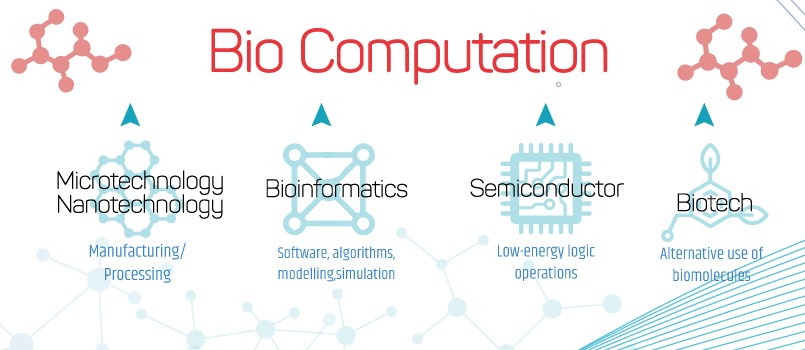 Bio Computation
Microtechnology
Nanotechnology
Manufacturing/
Processing
Bioinformatics
Software, algorithms,
modelling,simulation
Semiconductor
Low-energy logic
operations
Biotech
Alternative use of
biomolecules